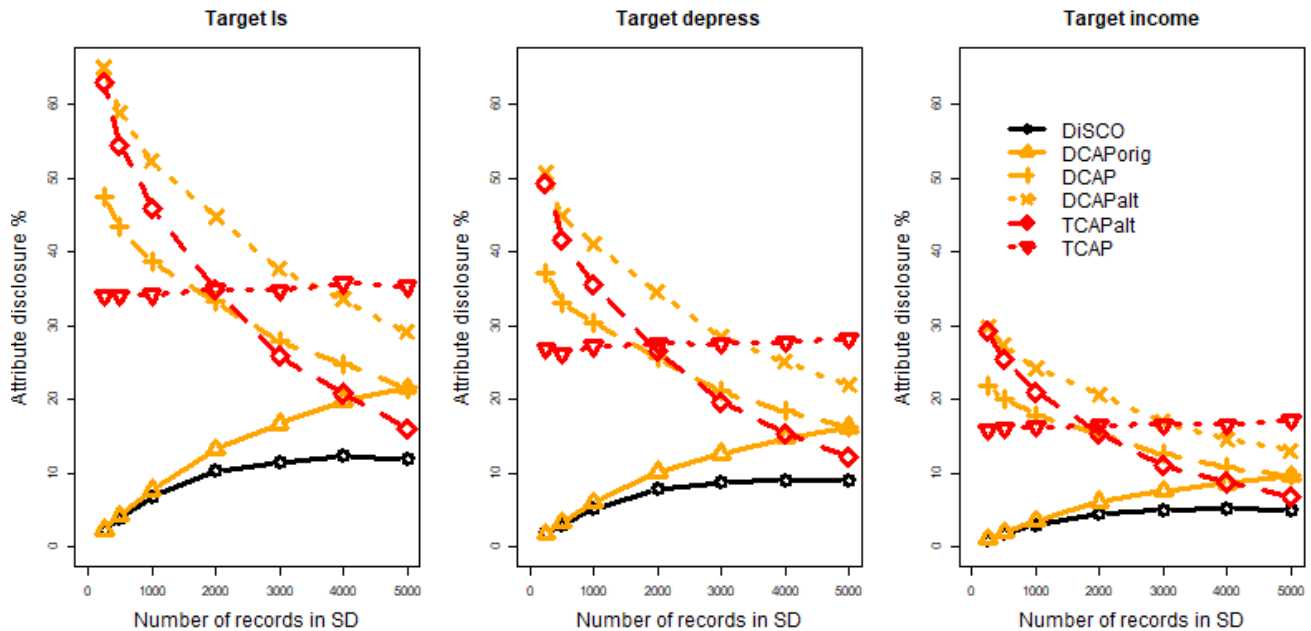 Target ls
Target depress
Target income
Attribute disclosure %
0
10
20
30
40
50
60
0
1000
2000
3000
4000
5000
Number of records in SD
Attribute disclosure %
0
10
20
30
40
50
60
0
1000
2000
3000
4000
5000
Number of records in SD
Attribute disclosure %
0
10
20
30
40
50
60
DiSCO
DCAPorig
DCAP
DCAPalt
TCAPalt
TCAP
0
1000
2000
3000
4000
5000
Number of records in SD